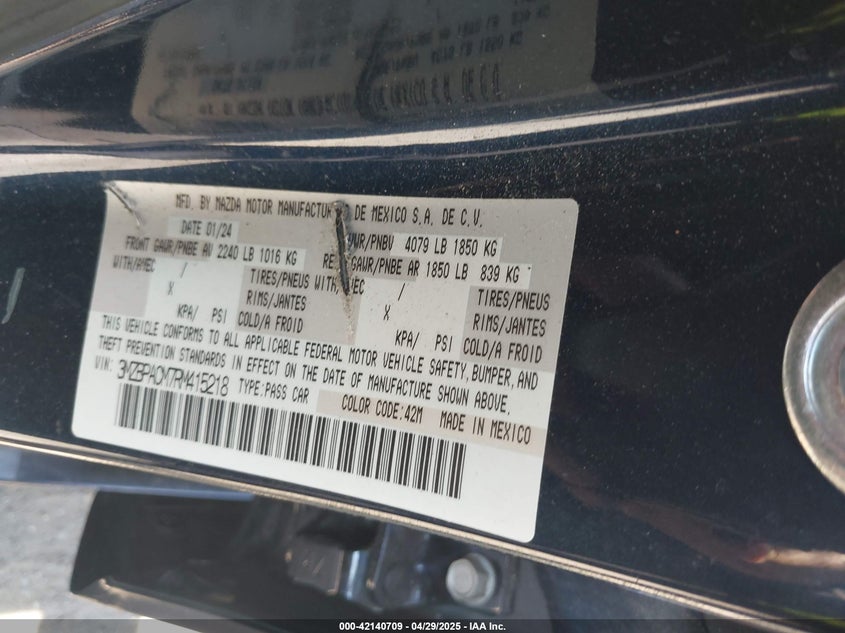 MFD. BY MAZDA MOTOR MANUFACTUR DE MEXICO S.A. DE C.V.
DATE 01/24 GVWR/PNBV 4079 LB 1850 KG
FRONT GAWR/PNBE AV 2240 LB 1016 KG GAWR/PNBE AR 1850 LB 839 KG
WITH/AVEC / TIRES/PNEUS WITH/AVEC / TIRES/PNEUS
X RIMS/JANTES X RIMS/JANTES
KPA/ PSI COLD/A FROID KPA/ PSI COLD/A FROID
THIS VEHICLE CONFORMS TO ALL APPLICABLE FEDERAL MOTOR VEHICLE SAFETY, BUMPER, AND
THEFT PREVENTION STANDARDS IN EFFECT ON THE DATE OF MANUFACTURE SHOWN ABOVE.
VIN: 3MZBPACM7RM415218 TYPE:PASS CAR COLOR CODE:42M MADE IN MEXICO
000-42140709 - 04/29/2025 - IAA Inc.